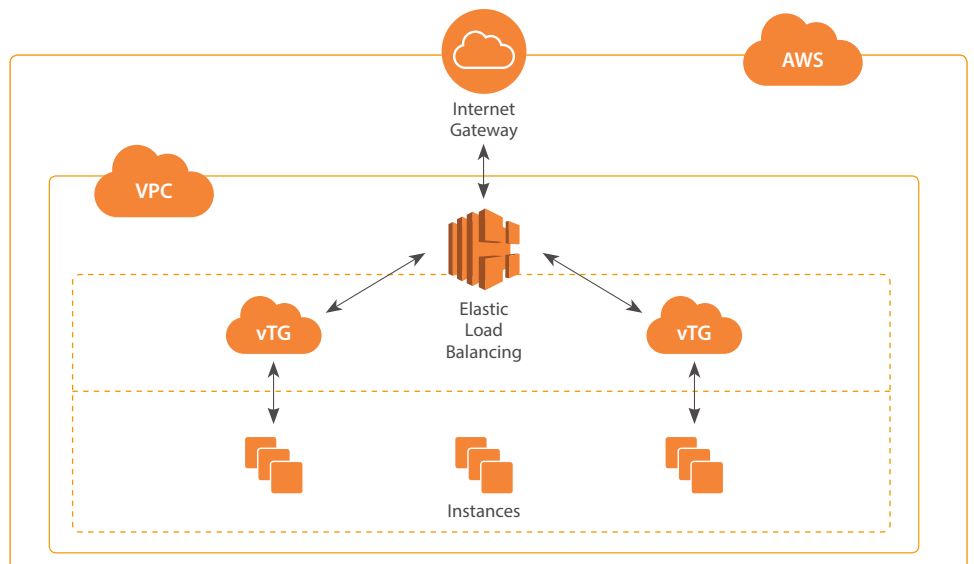 AWS
Internet
Gateway
VPC
Elastic
Load
Balancing
vTG
vTG
Instances